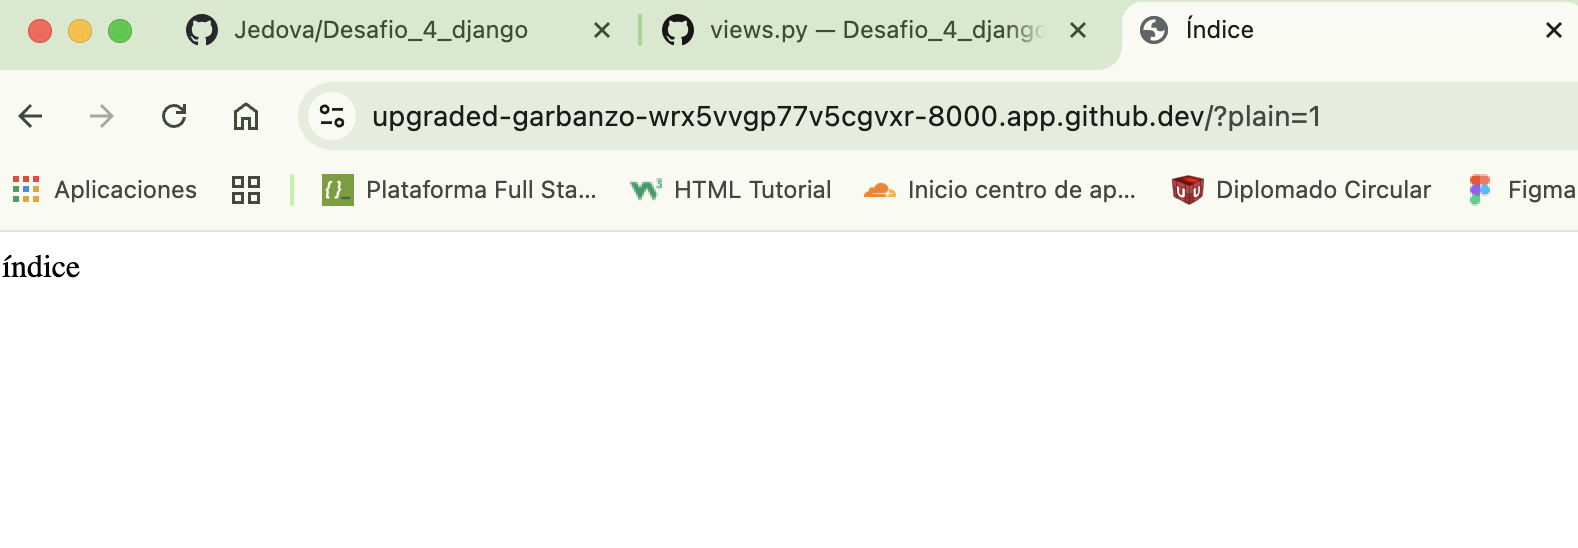 Jedova/Desafio_4_django views.py — Desafio_4_django Índice
upgraded-garbanzo-wrx5vvgp77v5cgvxr-8000.app.github.dev/?plain=1
Aplicaciones Plataforma Full Sta... HTML Tutorial Inicio centro de ap... Diplomado Circular Figma
índice